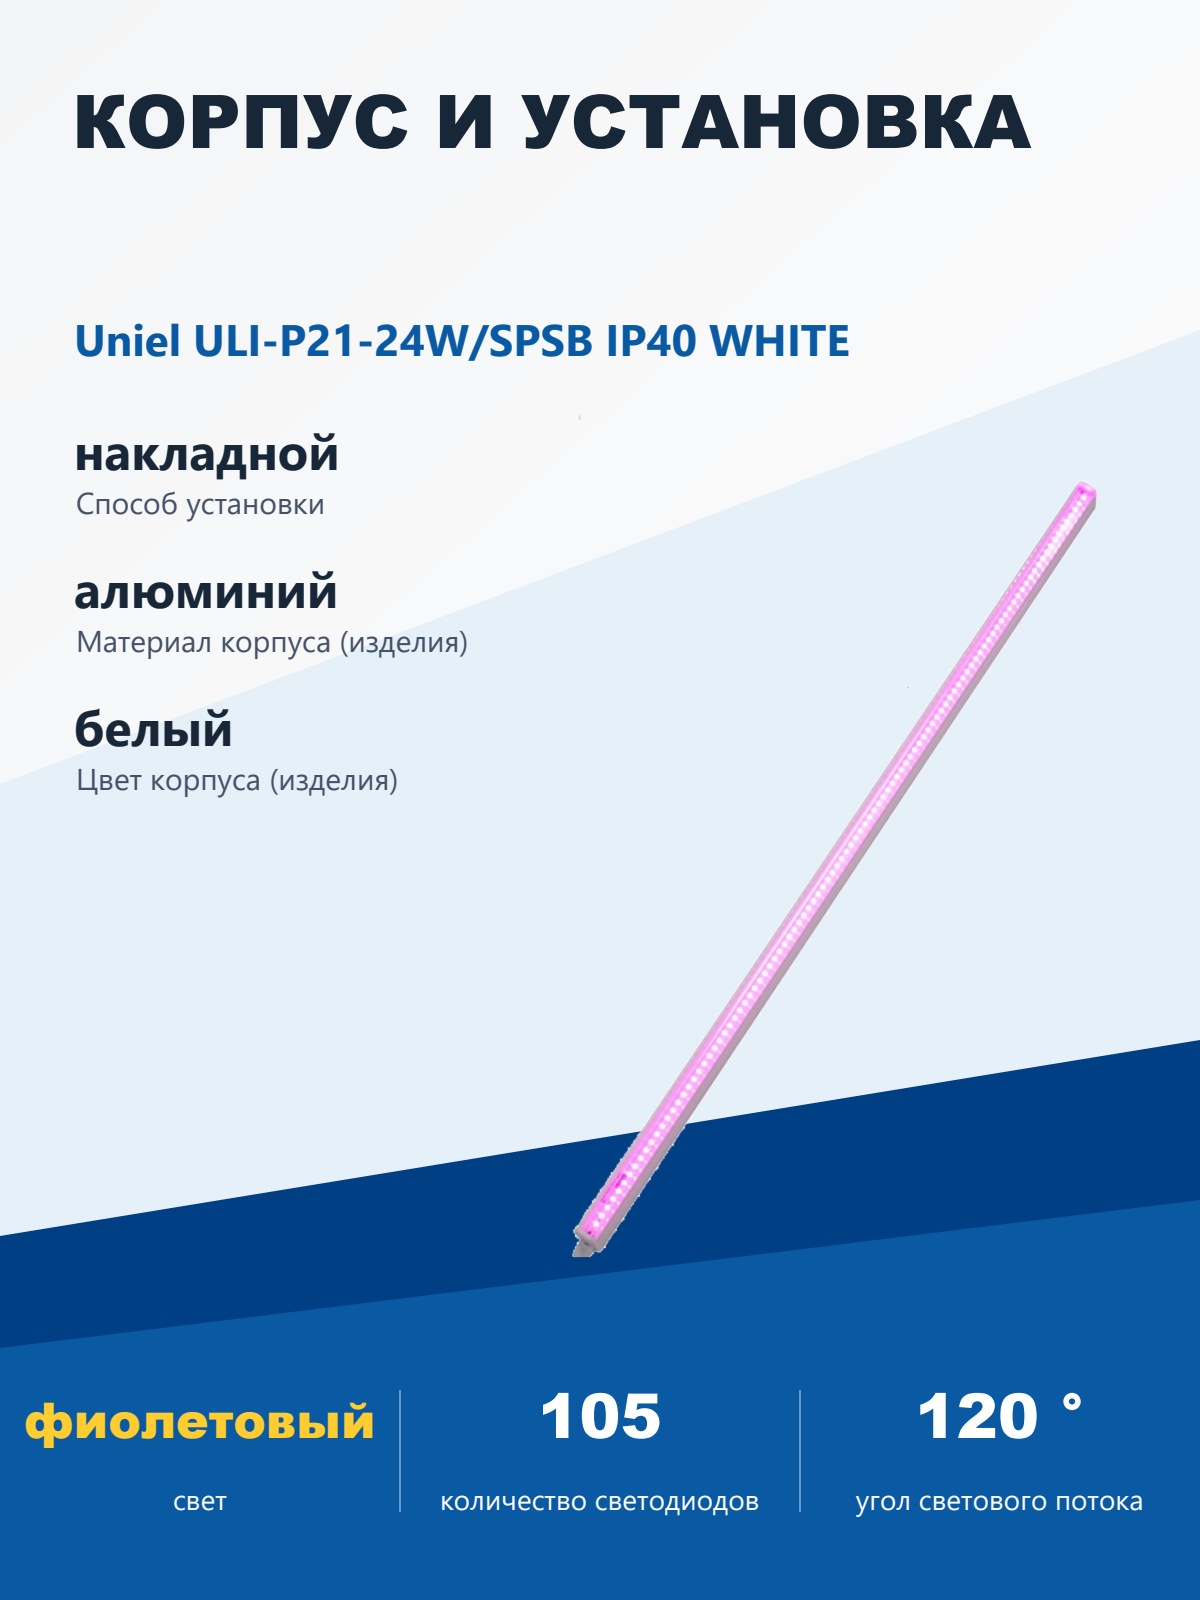 КОРПУС И УСТАНОВКА
Uniel ULI-P21-24W/SPSB IP40 WHITE
накладной
Способ установки
алюминий
Материал корпуса (изделия)
белый
Цвет корпуса (изделия)
фиолетовый
свет
105
количество светодиодов
120 °
угол светового потока